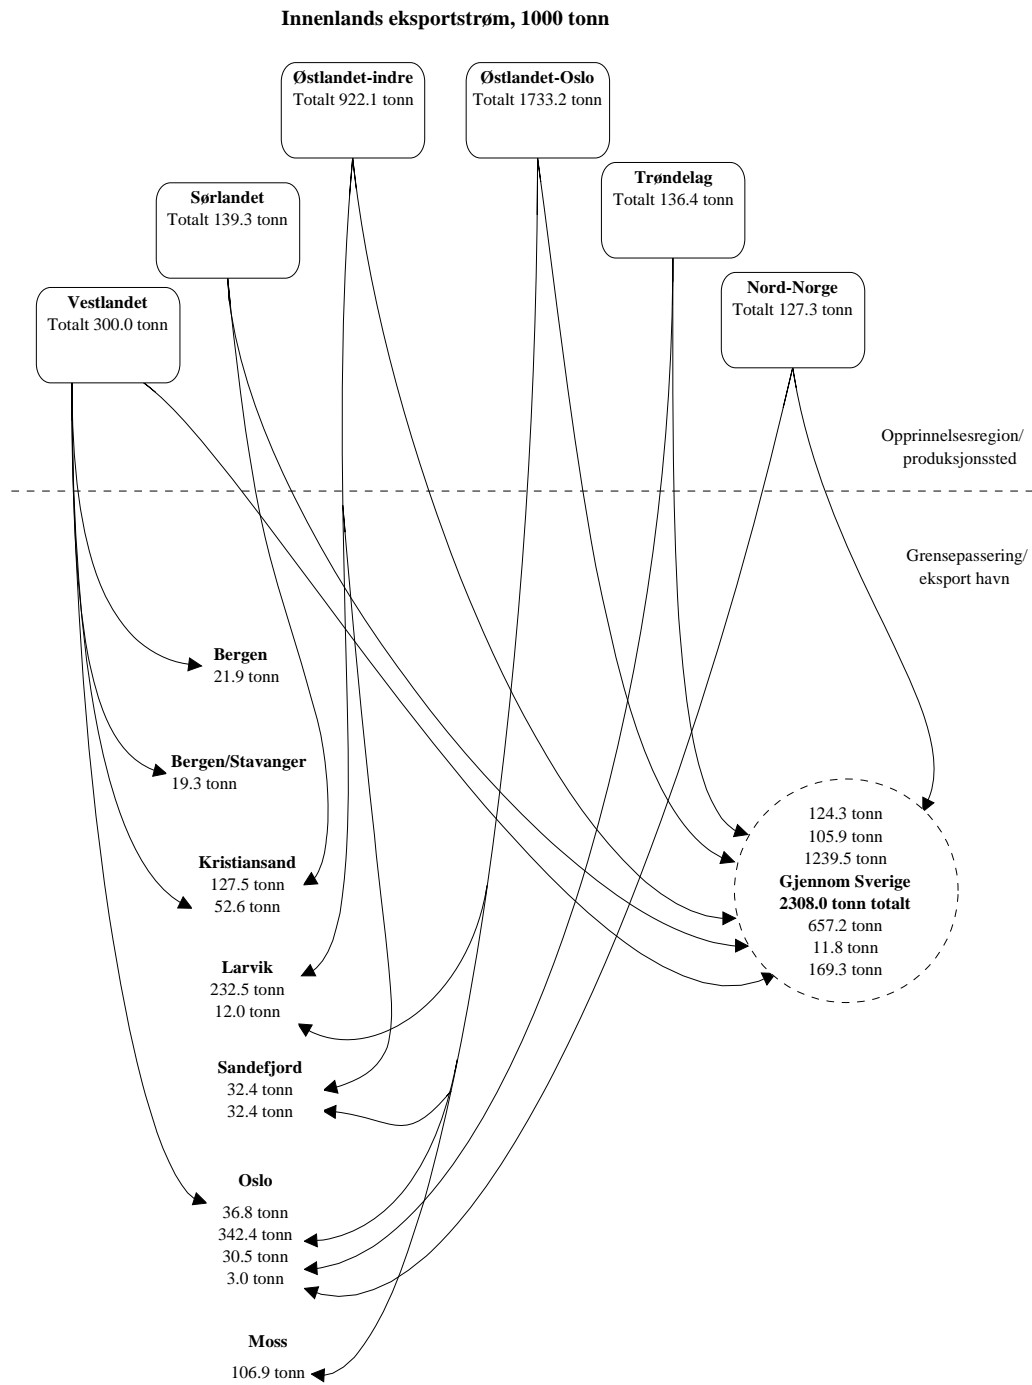 Innenlands eksportstrøm, 1000 tonn
Østlandet-indre
Totalt 922.1 tonn
Østlandet-Oslo
Totalt 1733.2 tonn
Trøndelag
Totalt 136.4 tonn
Sørlandet
Totalt 139.3 tonn
Nord-Norge
Totalt 127.3 tonn
Vestlandet
Totalt 300.0 tonn
Opprinnelsesregion/
produksjonssted
Grensepassering/
eksport havn
Bergen
21.9 tonn
Bergen/Stavanger
19.3 tonn
Kristiansand
127.5 tonn
52.6 tonn
Larvik
232.5 tonn
12.0 tonn
Sandefjord
32.4 tonn
32.4 tonn
Oslo
36.8 tonn
342.4 tonn
30.5 tonn
3.0 tonn
Moss
106.9 tonn
124.3 tonn
105.9 tonn
1239.5 tonn
Gjennom Sverige
2308.0 tonn totalt
657.2 tonn
11.8 tonn
169.3 tonn